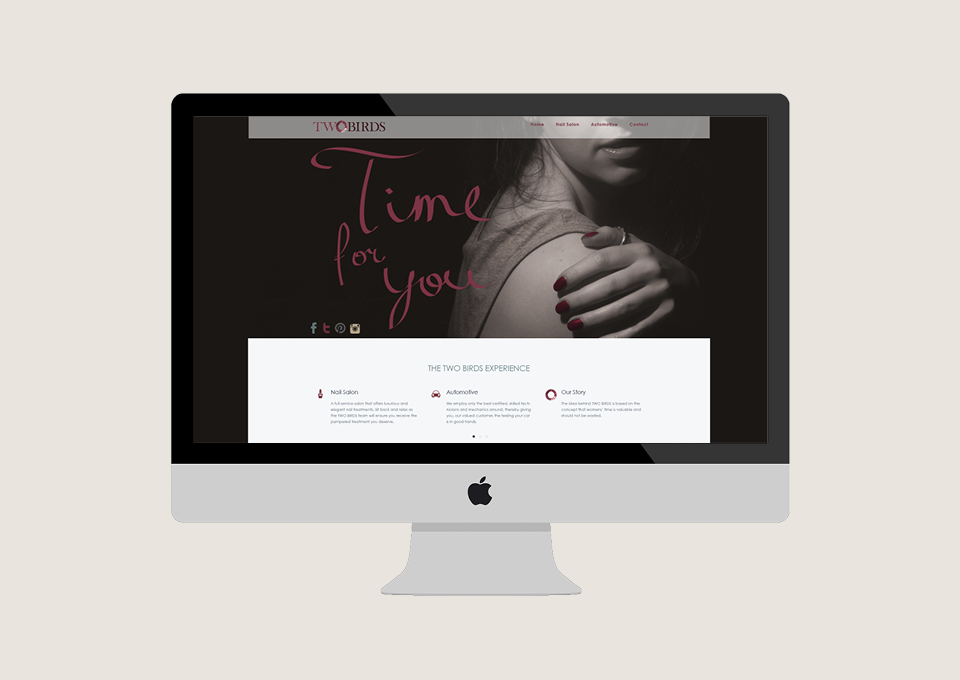 TWOBIRDS
Home Nail Salon Automotive Contact
Time
for
you
THE TWO BIRDS EXPERIENCE
Nail Salon
A full-service salon that offers luxurious and
elegant nail treatments. Sit back and relax as
the TWO BIRDS team will ensure you receive the
pampered treatment you deserve.
Automotive
We employ only the best certified, skilled tech-
nicians and mechanics around, thereby giving
you, our valued customer, the feeling your car
is in good hands.
Our Story
The idea behind TWO BIRDS is based on the
concept that womens' time is valuable and
should not be wasted.